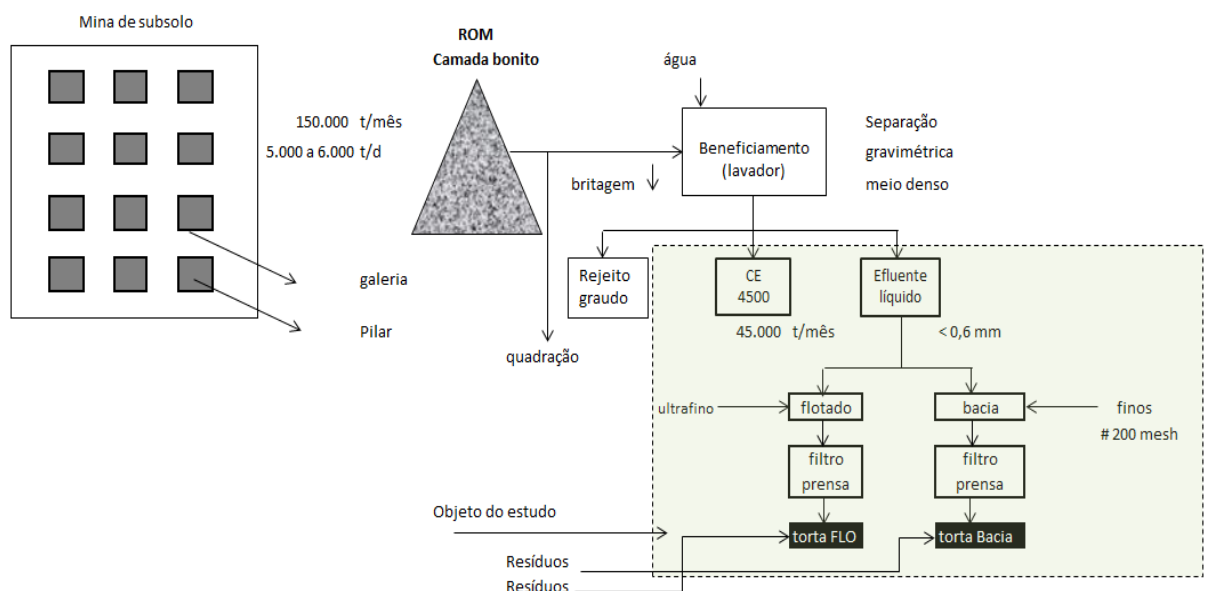 Mina de subsolo
ROM
Camada bonito
150.000 t/mês
5.000 a 6.000 t/d
água
Beneficiamento
(lavador)
Separação
gravimétrica
meio denso
britagem
galeria
Pilar
quadração
Rejeito
graudo
CE
4500
45.000 t/mês
Efluente
líquido
< 0,6 mm
ultrafino
flotado
bacia
finos
# 200 mesh
filtro
prensa
filtro
prensa
Objeto do estudo
torta FLO
torta Bacia
Resíduos
Resíduos